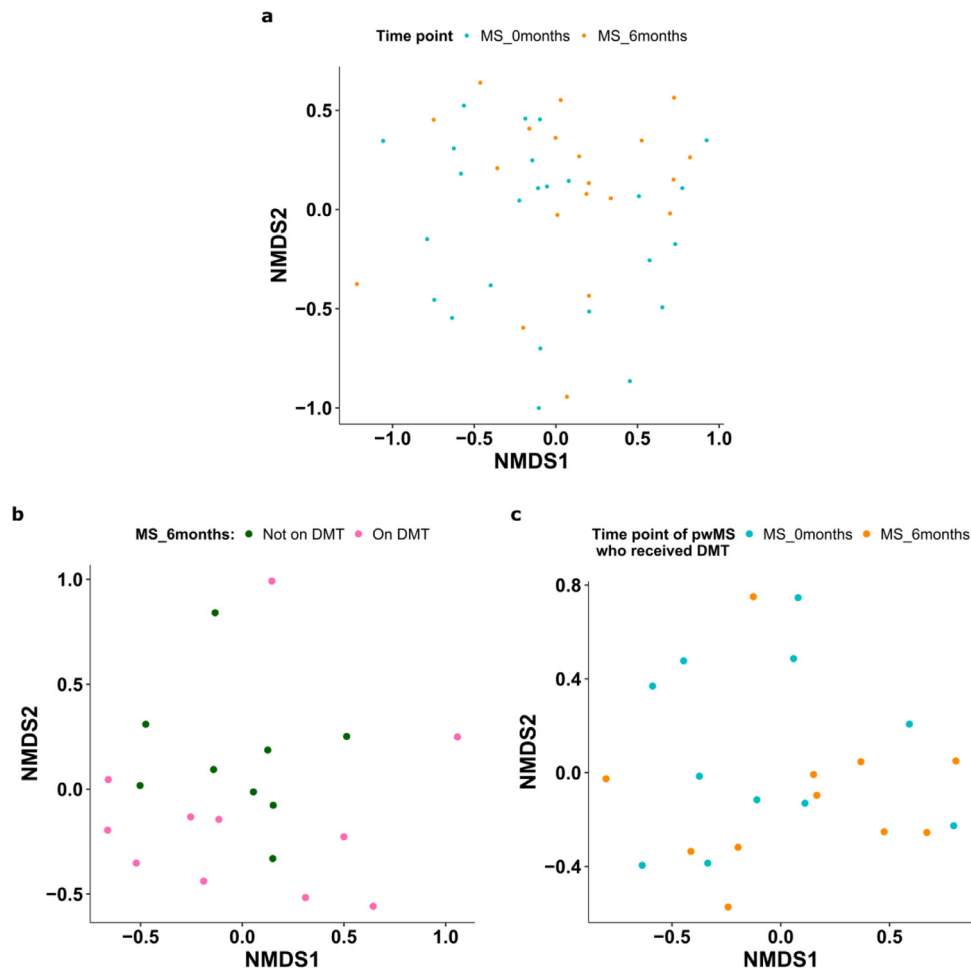 a
Time point MS_0months MS_6months
0.5
0.0
−0.5
−1.0
NMDS2
−1.0 −0.5 0.0 0.5 1.0
NMDS1
b
MS_6months: Not on DMT On DMT
1.0
0.5
0.0
−0.5
NMDS2
−0.5 0.0 0.5 1.0
NMDS1
c
Time point of pwMS
who received DMT
MS_0months MS_6months
0.8
0.4
0.0
−0.4
NMDS2
−0.5 0.0 0.5
NMDS1